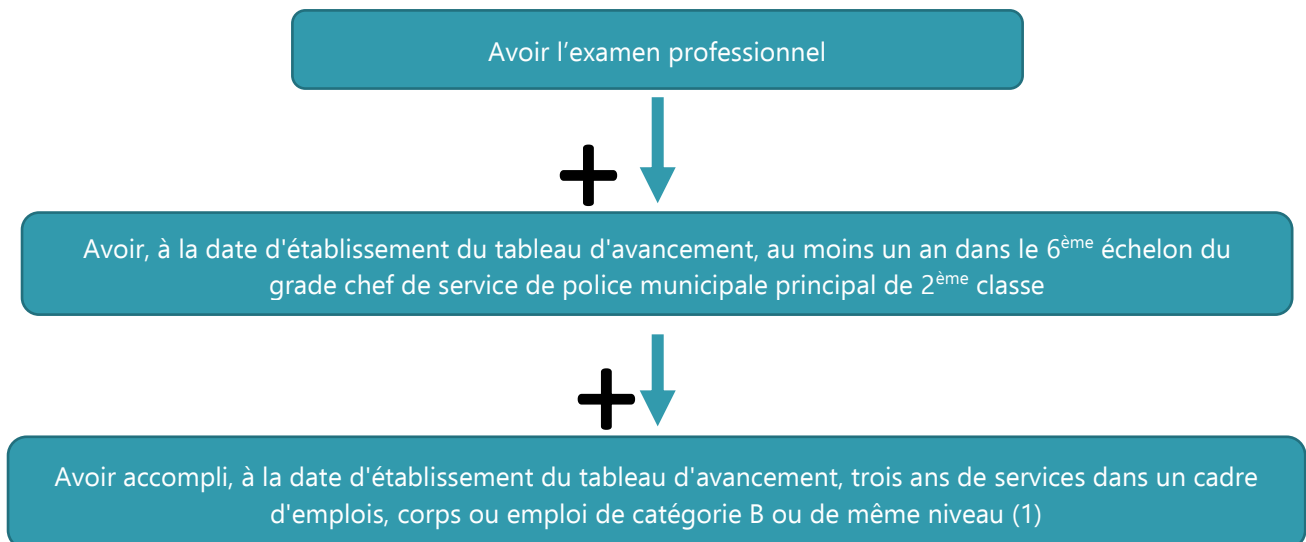 Avoir l’examen professionnel
Avoir, à la date d'établissement du tableau d'avancement, au moins un an dans le 6ème échelon du
grade chef de service de police municipale principal de 2ème classe
Avoir accompli, à la date d'établissement du tableau d'avancement, trois ans de services dans un cadre
d'emplois, corps ou emploi de catégorie B ou de même niveau (1)